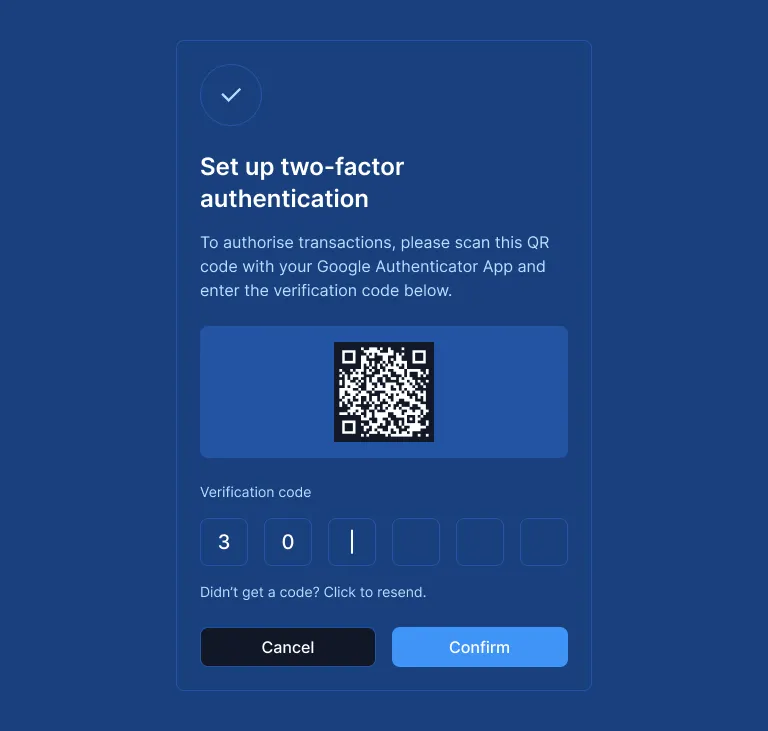 Set up two-factor
authentication
To authorise transactions, please scan this QR
code with your Google Authenticator App and
enter the verification code below.
Verification code
3 0
Didn’t get a code? Click to resend.
Cancel Confirm